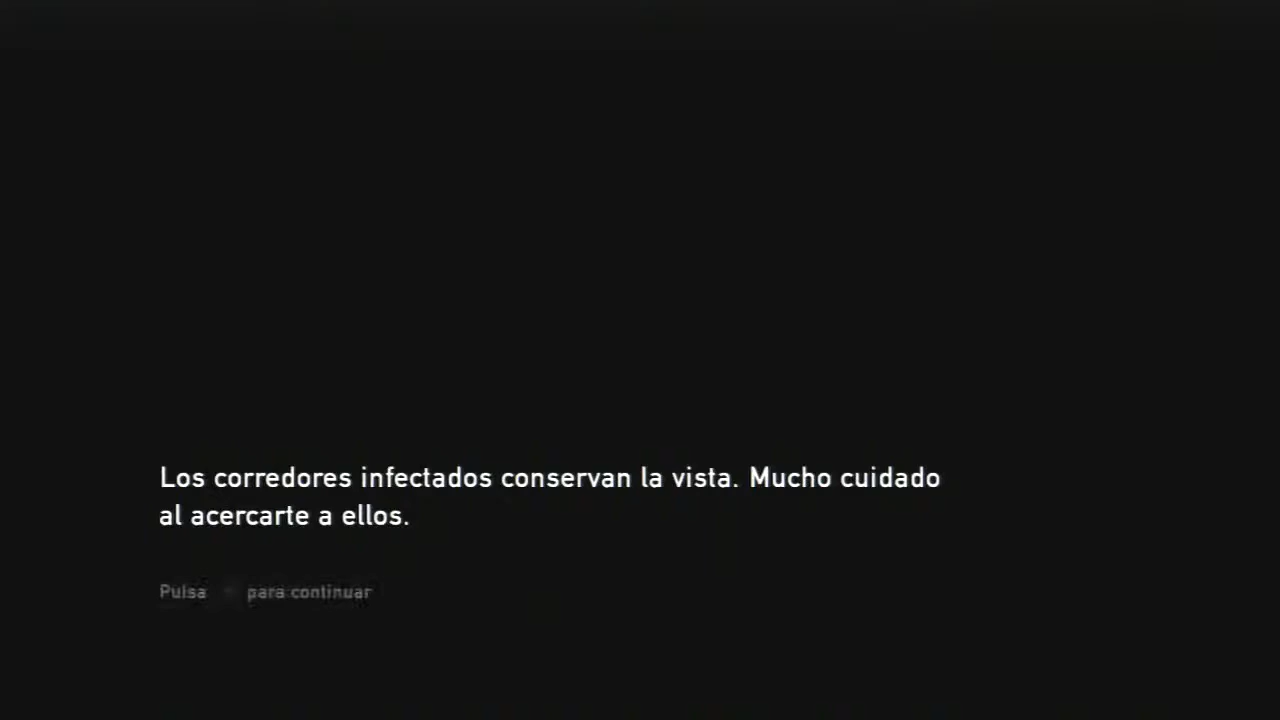 Los corredores infectados conservan la vista. Mucho cuidado
al acercarte a ellos.
Pulsa para continuar